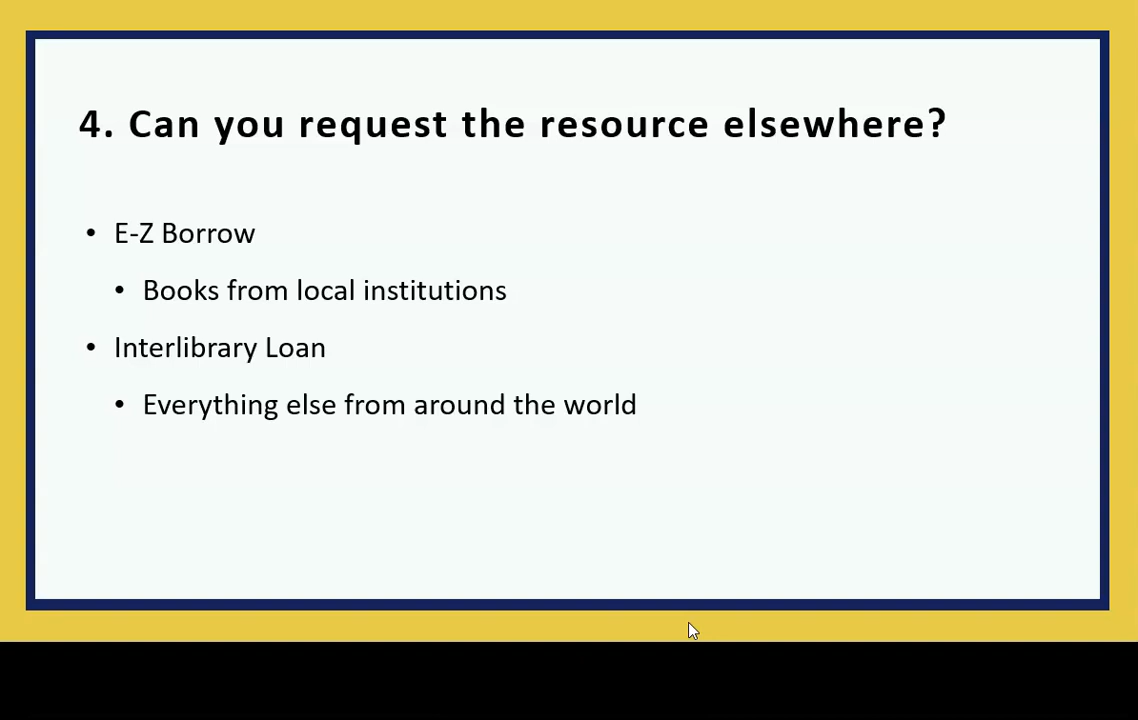 4. Can you request the resource elsewhere?
• E-Z Borrow
• Books from local institutions
• Interlibrary Loan
• Everything else from around the world